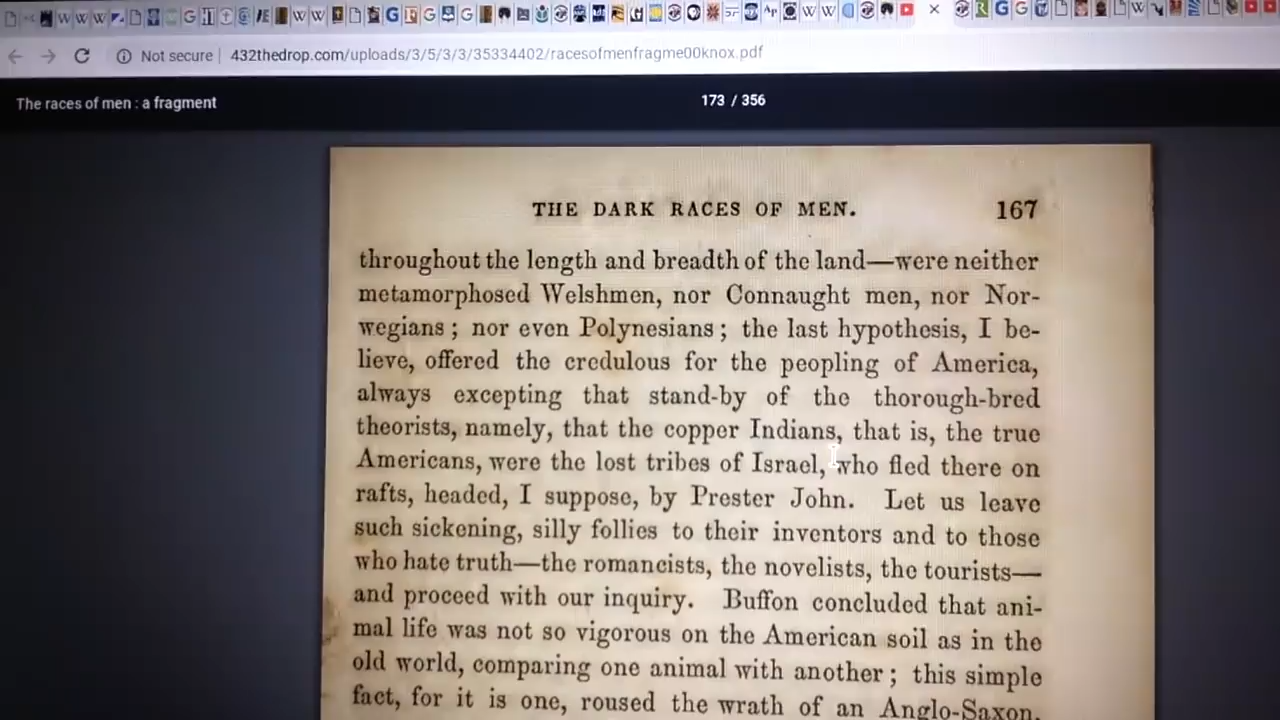 Not secure | 432thedrop.com/uploads/3/5/3/3/35334402/racesofmenfragme00knox.pdf
The races of men : a fragment
173 / 356
THE DARK RACES OF MEN. 167
throughout the length and breadth of the land—were neither
metamorphosed Welshmen, nor Connaught men, nor Nor-
wegians; nor even Polynesians; the last hypothesis, I be-
lieve, offered the credulous for the peopling of America,
always excepting that stand-by of the thorough-bred
theorists, namely, that the copper Indians, that is, the true
Americans, were the lost tribes of Israel, who fled there on
rafts, headed, I suppose, by Prester John. Let us leave
such sickening, silly follies to their inventors and to those
who hate truth—the romancists, the novelists, the tourists—
and proceed with our inquiry. Buffon concluded that ani-
mal life was not so vigorous on the American soil as in the
old world, comparing one animal with another; this simple
fact, for it is one, roused the wrath of an Anglo-Saxon,